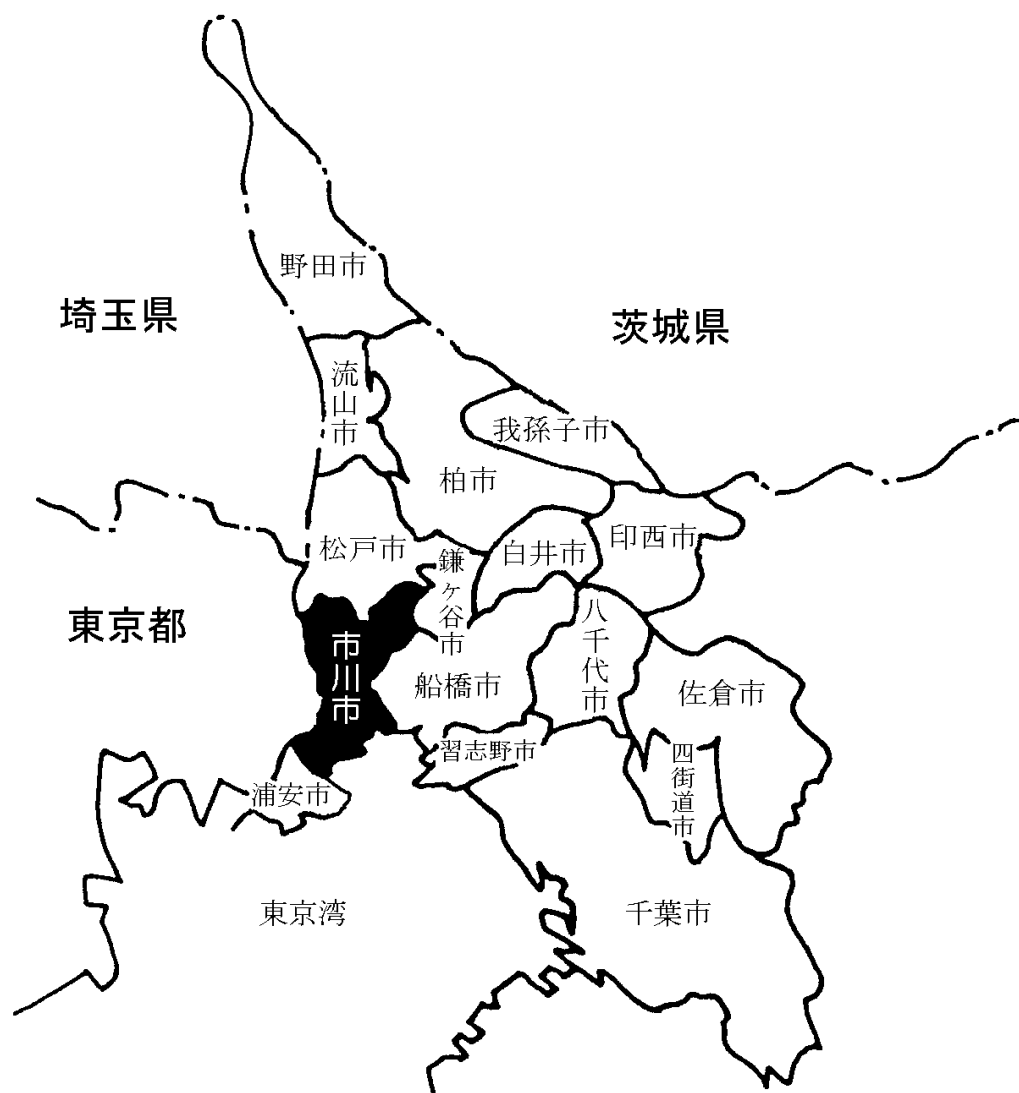 野田市
埼玉県
茨城県
流山市
我孫子市
柏市
印西市
松戸市
白井市
鎌ヶ谷市
八千代市
東京都
市川市
船橋市
佐倉市
習志野市
四街道市
浦安市
東京湾
千葉市